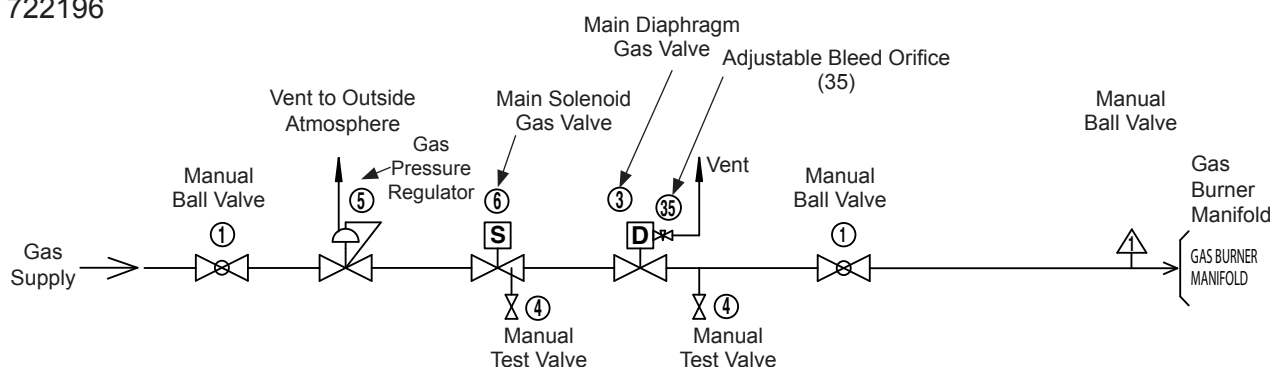 722196
Main Diaphragm
Gas Valve
Adjustable Bleed Orifice
(35)
Vent to Outside
Atmosphere
Main Solenoid
Gas Valve
Manual
Ball Valve
Gas
Pressure
Regulator
Vent
Manual
Ball Valve
Manual
Ball Valve
Gas
Burner
Manifold
1
5
6
3
35
1
1
S
D
Gas
Supply
GAS BURNER
MANIFOLD
4
4
Manual
Test Valve
Manual
Test Valve